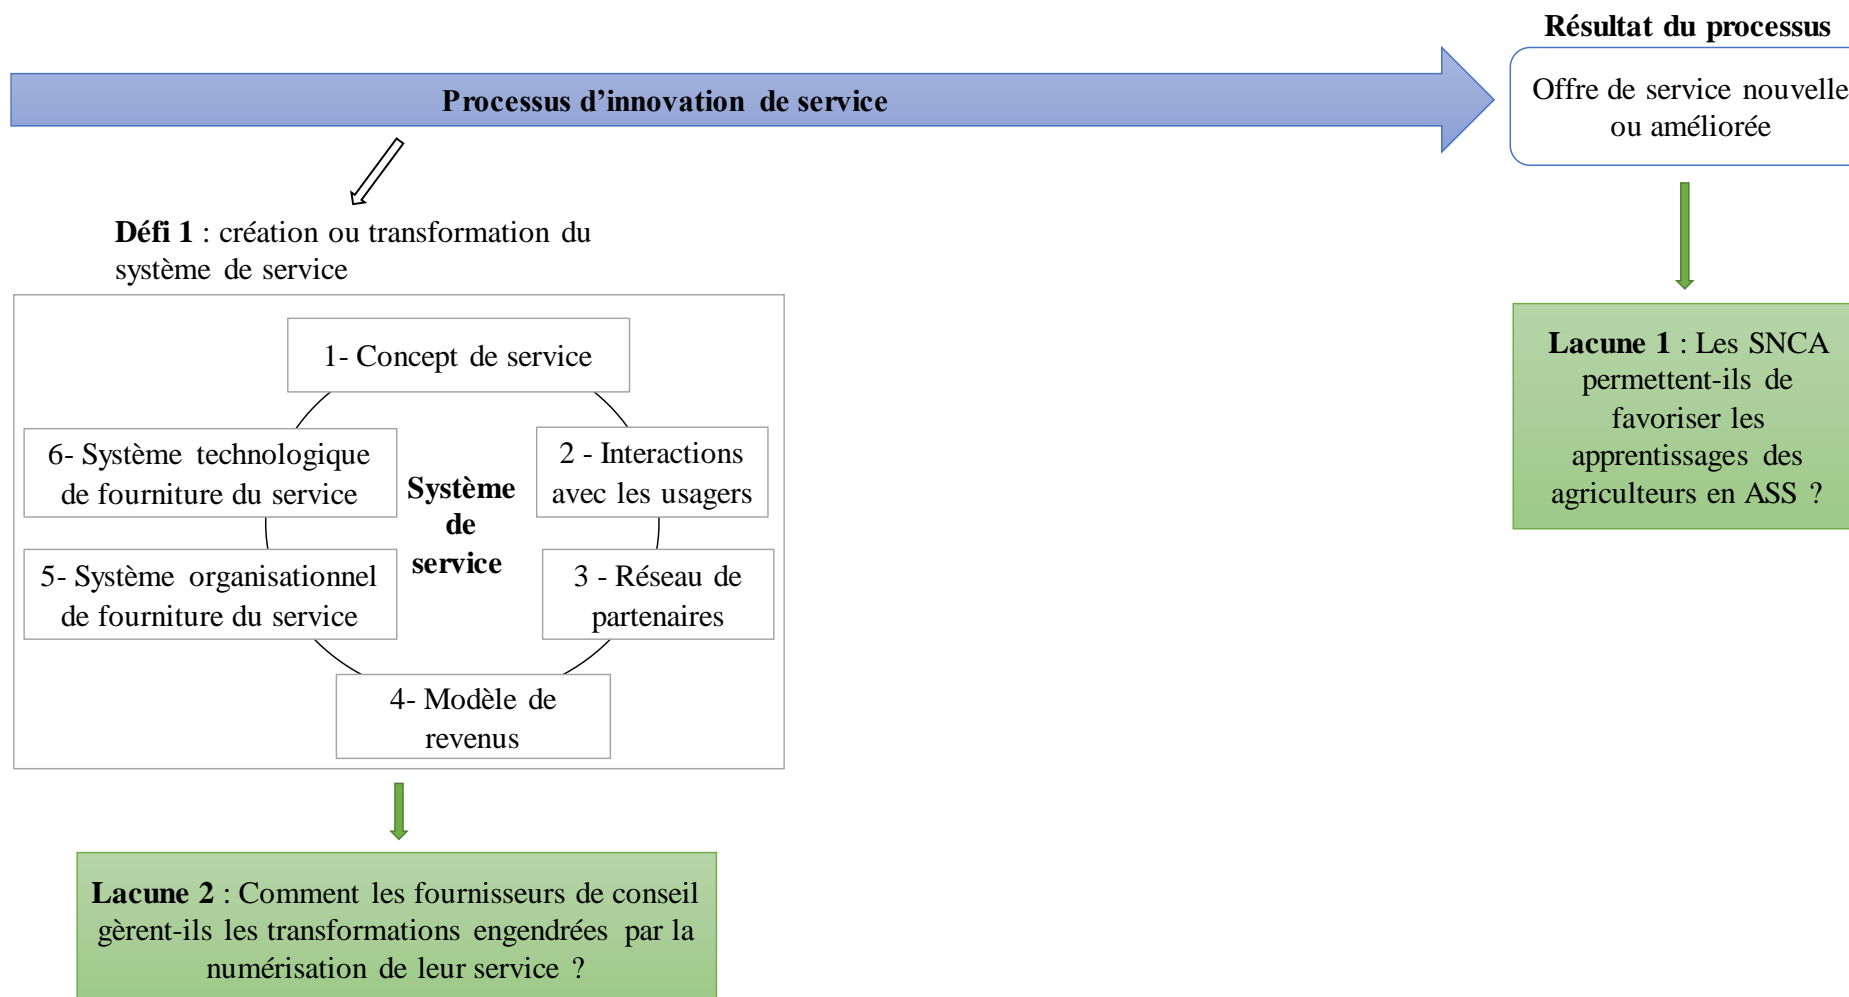 Résultat du processus
Offre de service nouvelle
ou améliorée
Processus d’innovation de service
Défi 1 : création ou transformation du
système de service
1- Concept de service
6- Système technologique
de fourniture du service
2 - Interactions
avec les usagers
Système
de
service
5- Système organisationnel
de fourniture du service
3 - Réseau de
partenaires
4- Modèle de
revenus
Lacune 1 : Les SNCA
permettent-ils de
favoriser les
apprentissages des
agriculteurs en ASS ?
Lacune 2 : Comment les fournisseurs de conseil
gèrent-ils les transformations engendrées par la
numérisation de leur service ?